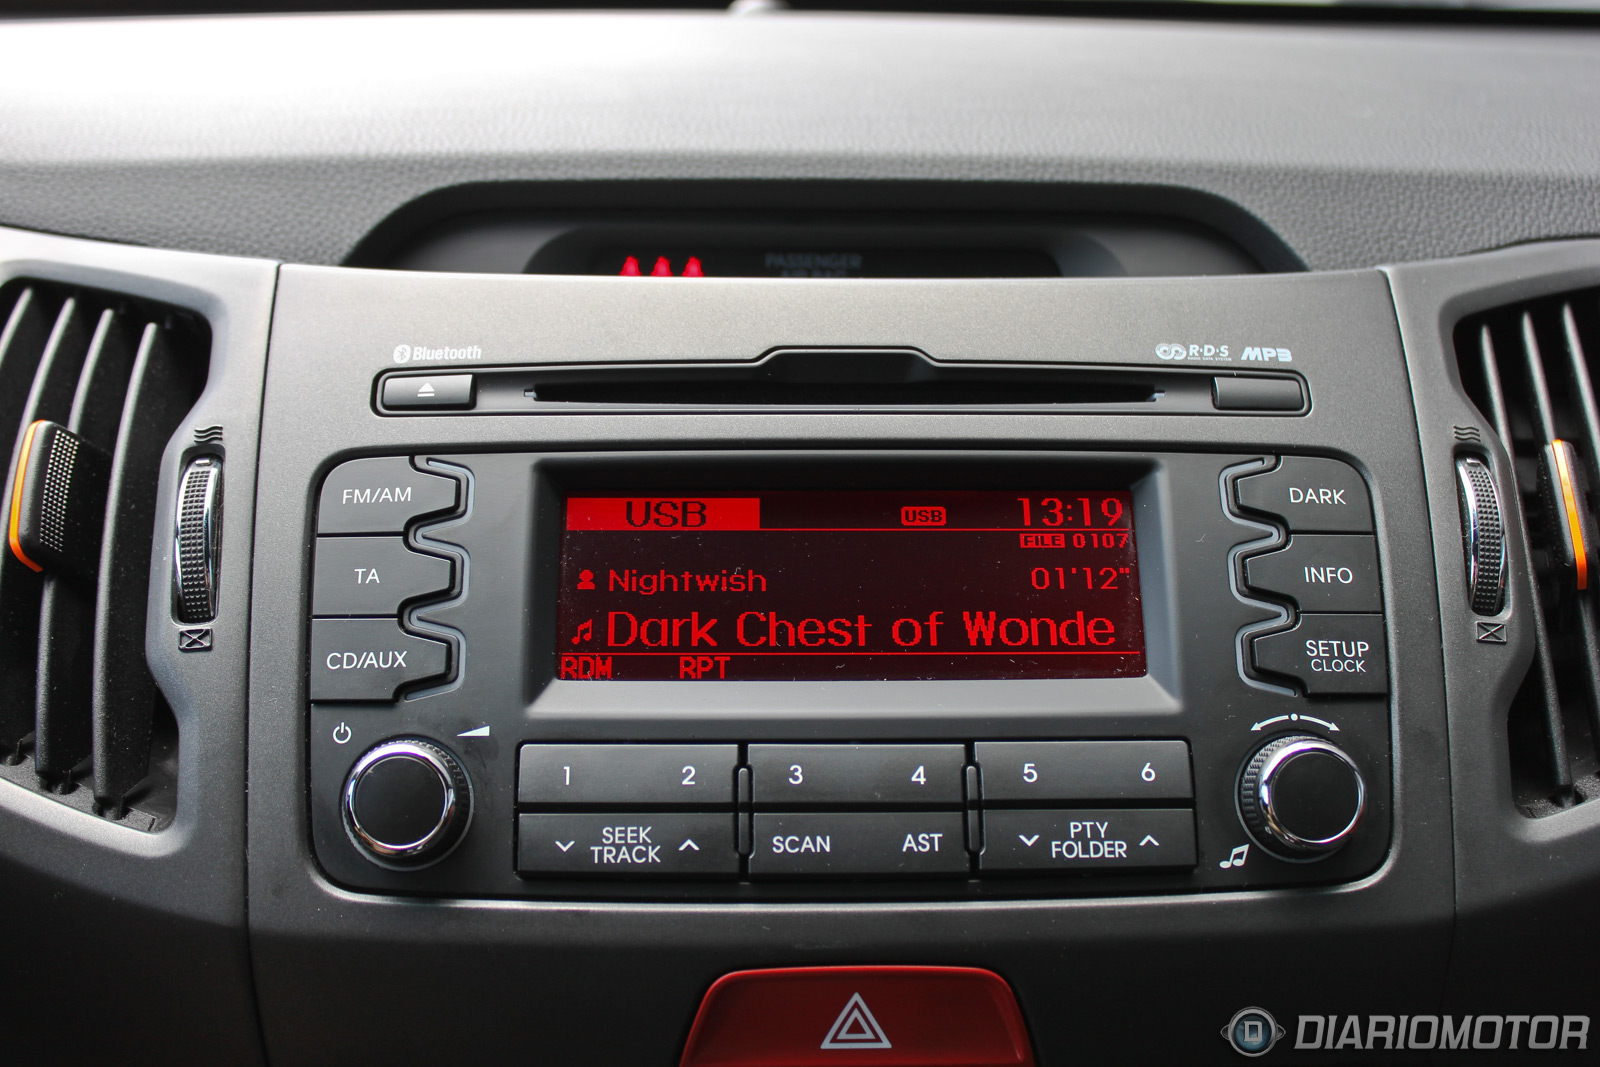 PASSENGER
Bluetooth
R·D·S
MP3
FM/AM
TA
CD/AUX
USB
USB
13:19
FILE 0107
Nightwish
01'12"
Dark Chest of Wonde
RDM RPT
DARK
INFO
SETUP
CLOCK
1 2 3 4 5 6
SEEK
TRACK
SCAN
AST
PTY
FOLDER
D DIARIOMOTOR